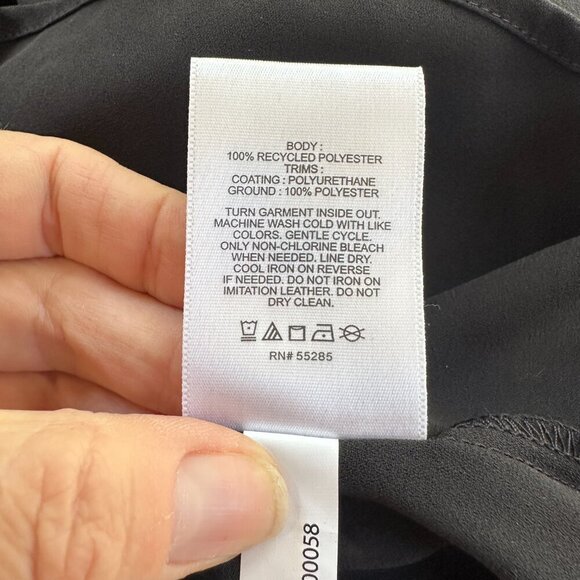 BODY :
100% RECYCLED POLYESTER
TRIMS :
COATING : POLYURETHANE
GROUND : 100% POLYESTER
TURN GARMENT INSIDE OUT.
MACHINE WASH COLD WITH LIKE
COLORS. GENTLE CYCLE.
ONLY NON-CHLORINE BLEACH
WHEN NEEDED. LINE DRY.
COOL IRON ON REVERSE
IF NEEDED. DO NOT IRON ON
IMITATION LEATHER. DO NOT
DRY CLEAN.
RN# 55285
00058